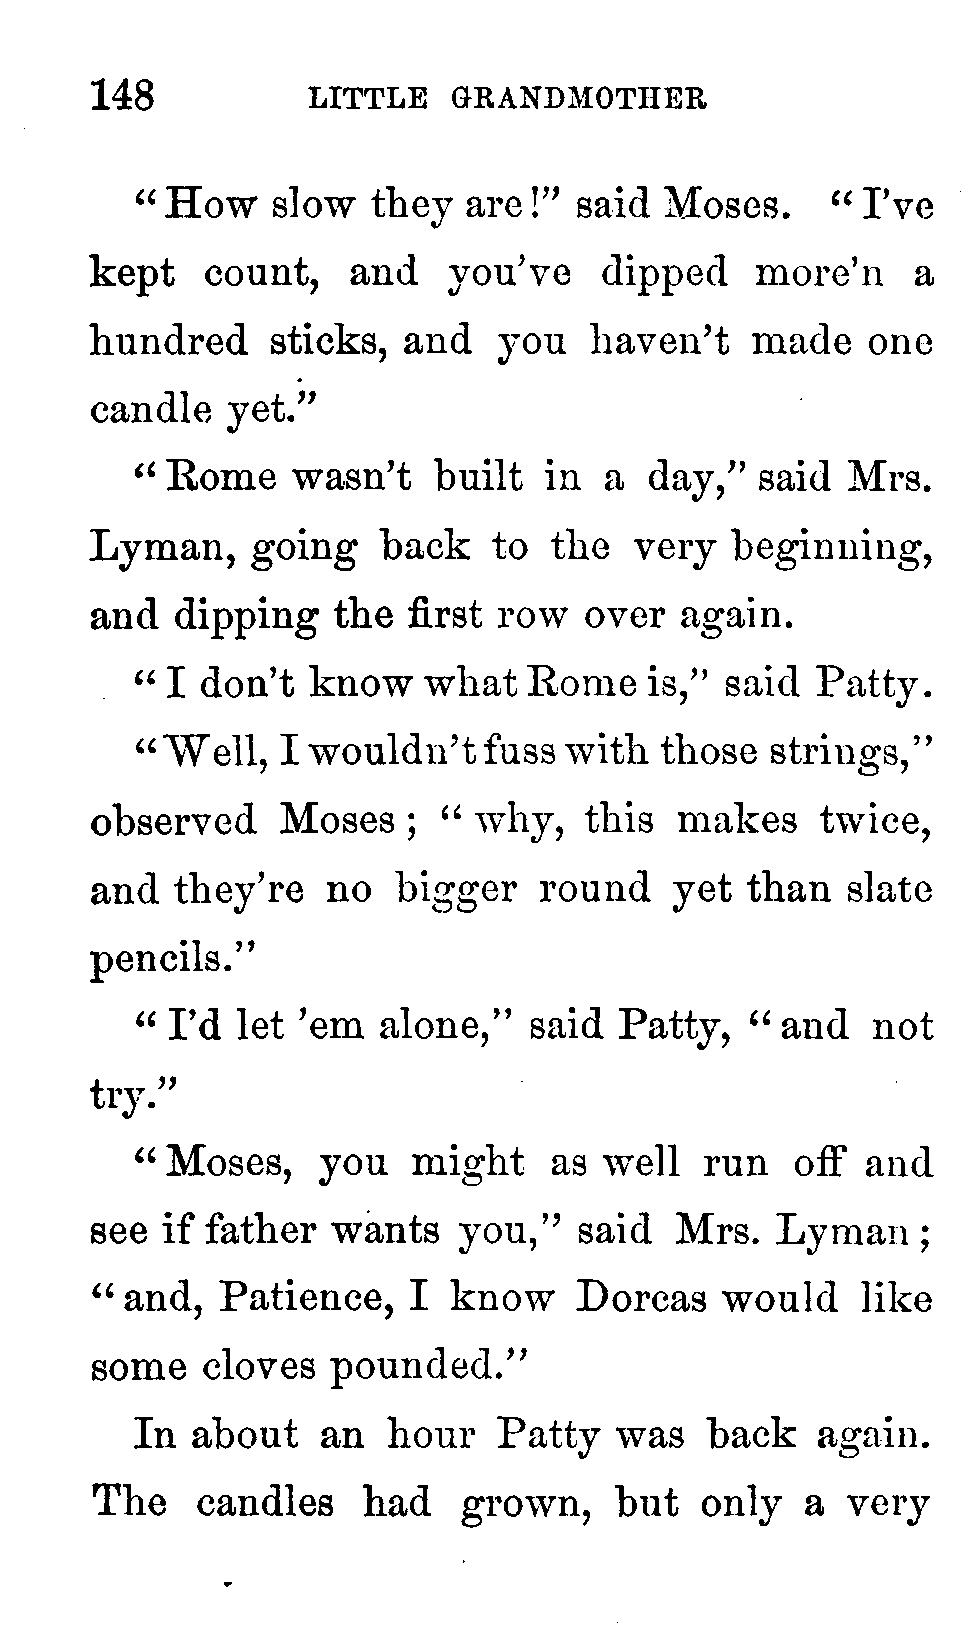 148 LITTLE GRANDMOTHER
"How slow they are!" said Moses. "I've
kept count, and you've dipped more'n a
hundred sticks, and you haven't made one
candle yet."
"Rome wasn't built in a day," said Mrs.
Lyman, going back to the very beginning,
and dipping the first row over again.
"I don't know what Rome is," said Patty.
"Well, I wouldn't fuss with those strings,"
observed Moses; "why, this makes twice,
and they're no bigger round yet than slate
pencils."
"I'd let 'em alone," said Patty, "and not
try."
"Moses, you might as well run off and
see if father wants you," said Mrs. Lyman;
"and, Patience, I know Dorcas would like
some cloves pounded."
In about an hour Patty was back again.
The candles had grown, but only a very